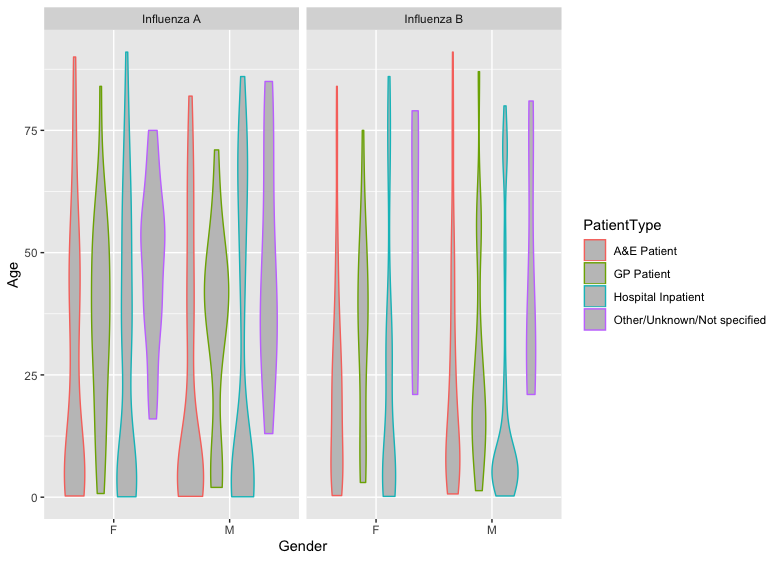 Influenza A
Influenza B
75
50
25
0
Age
F
M
F
M
Gender
PatientType
A&E Patient
GP Patient
Hospital Inpatient
Other/Unknown/Not specified